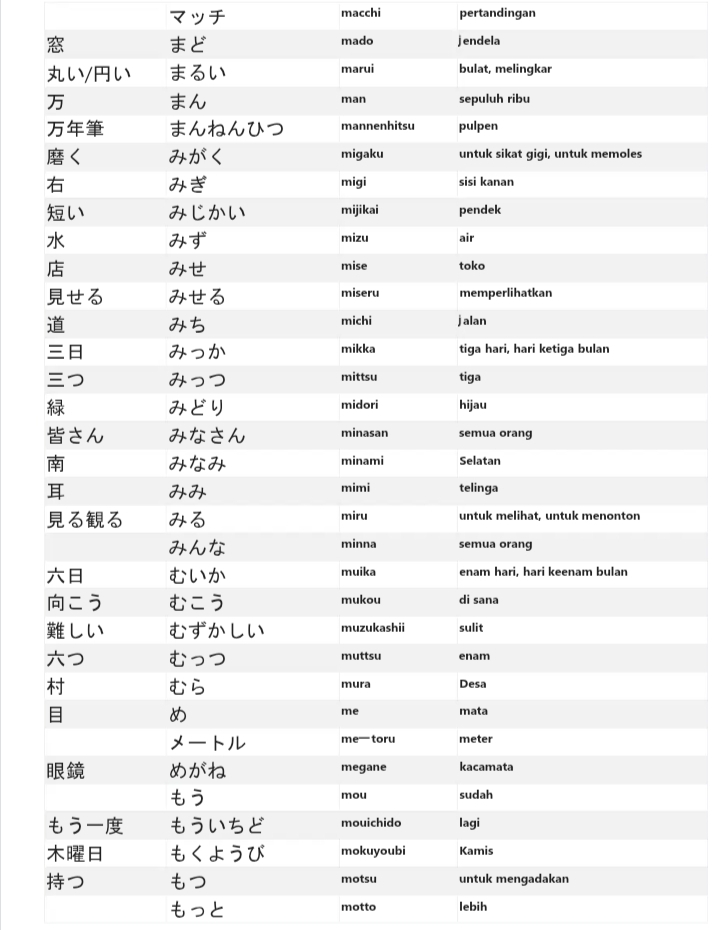 マッチ macchi pertandingan
窓 まど mado jendela
丸い/円い まるい marui bulat, melingkar
万 まん man sepuluh ribu
万年筆 まんねんひつ mannenhitsu pulpen
磨く みがく migaku untuk sikat gigi, untuk memoles
右 みぎ migi sisi kanan
短い みじかい mijikai pendek
水 みず mizu air
店 みせ mise toko
見せる みせる miseru memperlihatkan
道 みち michi jalan
三日 みっか mikka tiga hari, hari ketiga bulan
三つ みっつ mittsu tiga
緑 みどり midori hijau
皆さん みなさん minasan semua orang
南 みなみ minami Selatan
耳 みみ mimi telinga
見る観る みる miru untuk melihat, untuk menonton
みんな minna semua orang
六日 むいか muika enam hari, hari keenam bulan
向こう むこう mukou di sana
難しい むずかしい muzukashii sulit
六つ むっつ muttsu enam
村 むら mura Desa
目 め me mata
メートル meーtoru meter
眼鏡 めがね megane kacamata
もう mou sudah
もう一度 もういちど mouichido lagi
木曜日 もくようび mokuyoubi Kamis
持つ もつ motsu untuk mengadakan
もっと motto lebih